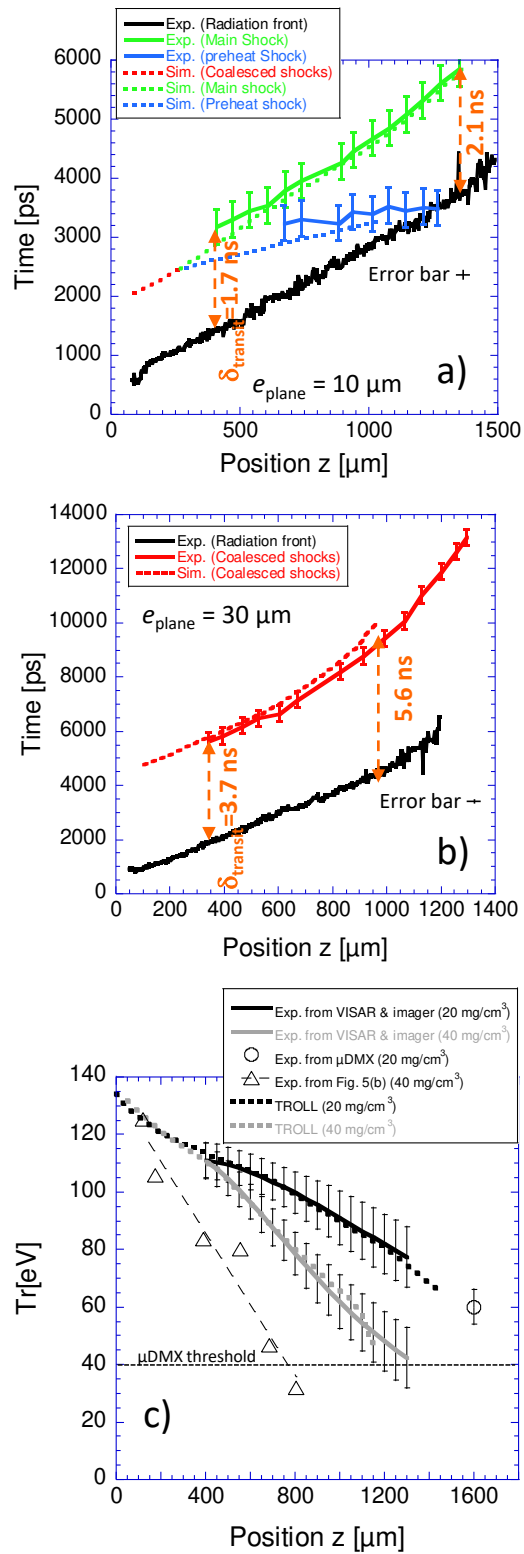 Exp. (Radiation front)
Exp. (Main Shock)
Exp. (preheat Shock)
Sim. (Coalesced shocks)
Sim. (Main shock)
Sim. (Preheat shock)
6000
5000
4000
3000
2000
1000
0
Time [ps]
2.1 ns
δtransit=1.7 ns
Error bar
eplane = 10 µm
a)
0 500 1000 1500
Position z [µm]
14000
12000
10000
8000
6000
4000
2000
0
Time [ps]
Exp. (Radiation front)
Exp. (Coalesced shocks)
Sim. (Coalesced shocks)
eplane = 30 µm
5.6 ns
δtransit=3.7 ns
Error bar
b)
0 200 400 600 800 1000 1200 1400
Position z [µm]
Exp. from VISAR & imager (20 mg/cm³)
Exp. from VISAR & imager (40 mg/cm³)
Exp. from µDMX (20 mg/cm³)
Exp. from Fig. 5(b) (40 mg/cm³)
TROLL (20 mg/cm³)
TROLL (40 mg/cm³)
140
120
100
80
60
40
20
0
Tr[eV]
µDMX threshold
c)
0 400 800 1200 1600
Position z [µm]